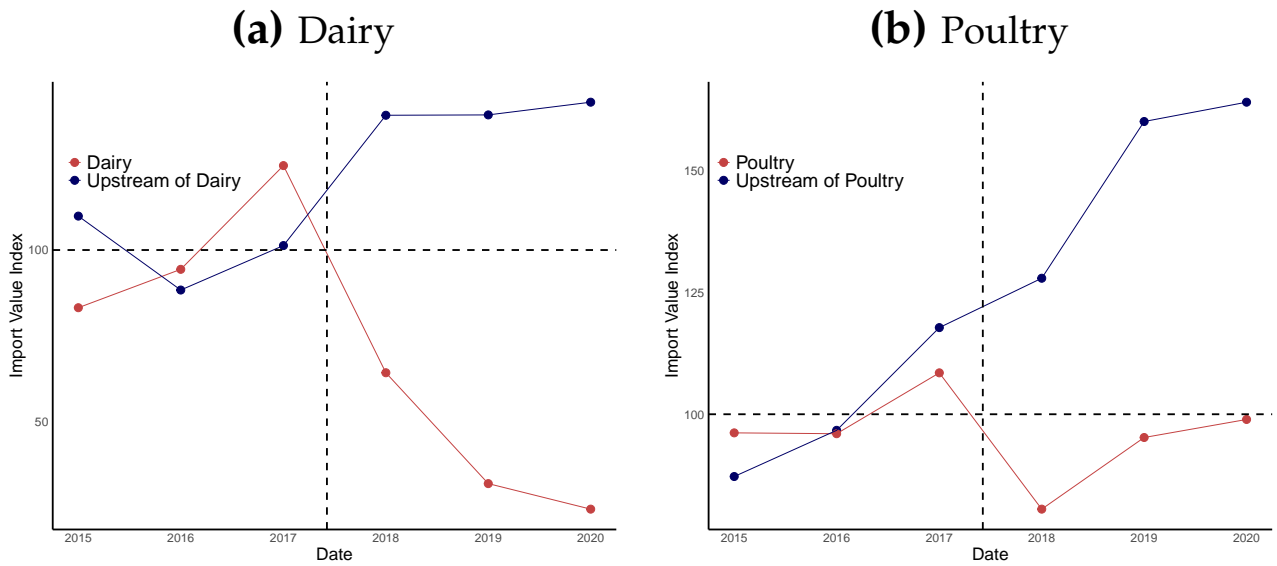 (a) Dairy
Dairy
Upstream of Dairy
100
50
Import Value Index
2015 2016 2017 2018 2019 2020
Date
(b) Poultry
Poultry
Upstream of Poultry
150
125
100
Import Value Index
2015 2016 2017 2018 2019 2020
Date